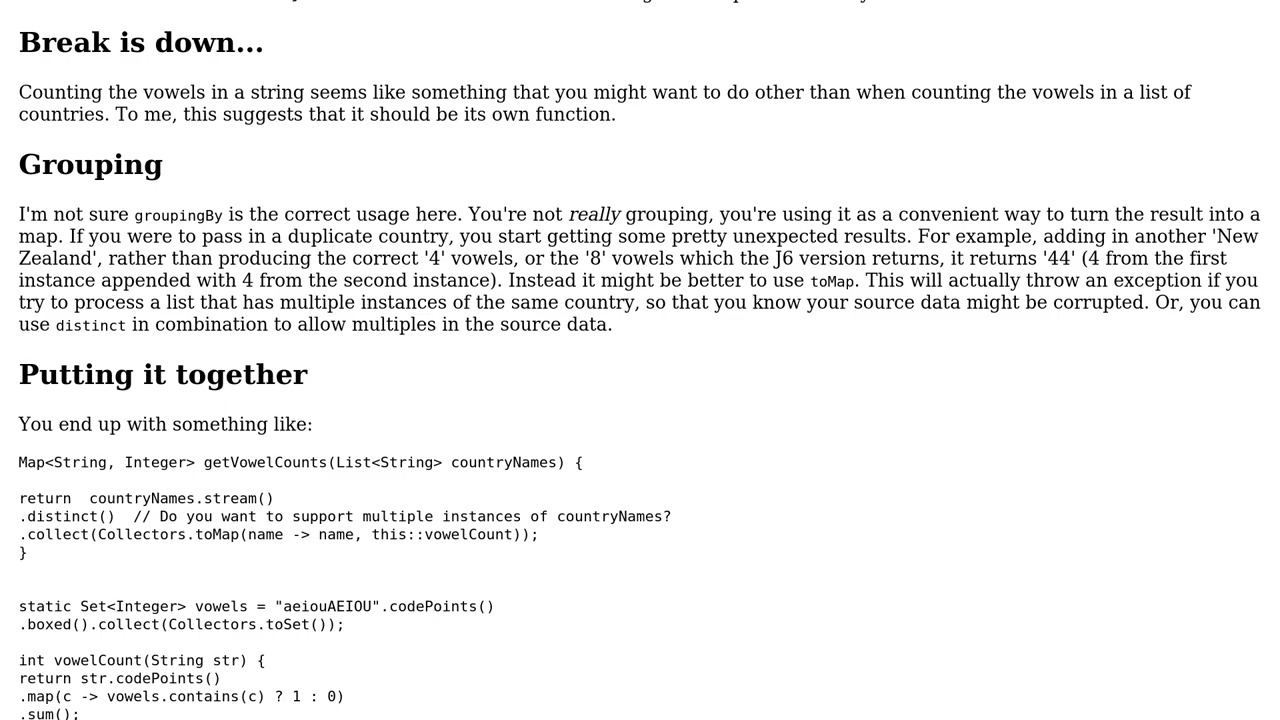 Break is down...
Counting the vowels in a string seems like something that you might want to do other than when counting the vowels in a list of
countries. To me, this suggests that it should be its own function.
Grouping
I'm not sure groupingBy is the correct usage here. You're not really grouping, you're using it as a convenient way to turn the result into a
map. If you were to pass in a duplicate country, you start getting some pretty unexpected results. For example, adding in another 'New
Zealand', rather than producing the correct '4' vowels, or the '8' vowels which the J6 version returns, it returns '44' (4 from the first
instance appended with 4 from the second instance). Instead it might be better to use toMap. This will actually throw an exception if you
try to process a list that has multiple instances of the same country, so that you know your source data might be corrupted. Or, you can
use distinct in combination to allow multiples in the source data.
Putting it together
You end up with something like:
Map<String, Integer> getVowelCounts(List<String> countryNames) {
return  countryNames.stream()
.distinct()  // Do you want to support multiple instances of countryNames?
.collect(Collectors.toMap(name -> name, this::vowelCount));
}
static Set<Integer> vowels = "aeiouAEIOU".codePoints()
.boxed().collect(Collectors.toSet());
int vowelCount(String str) {
return str.codePoints()
.map(c -> vowels.contains(c) ? 1 : 0)
.sum();